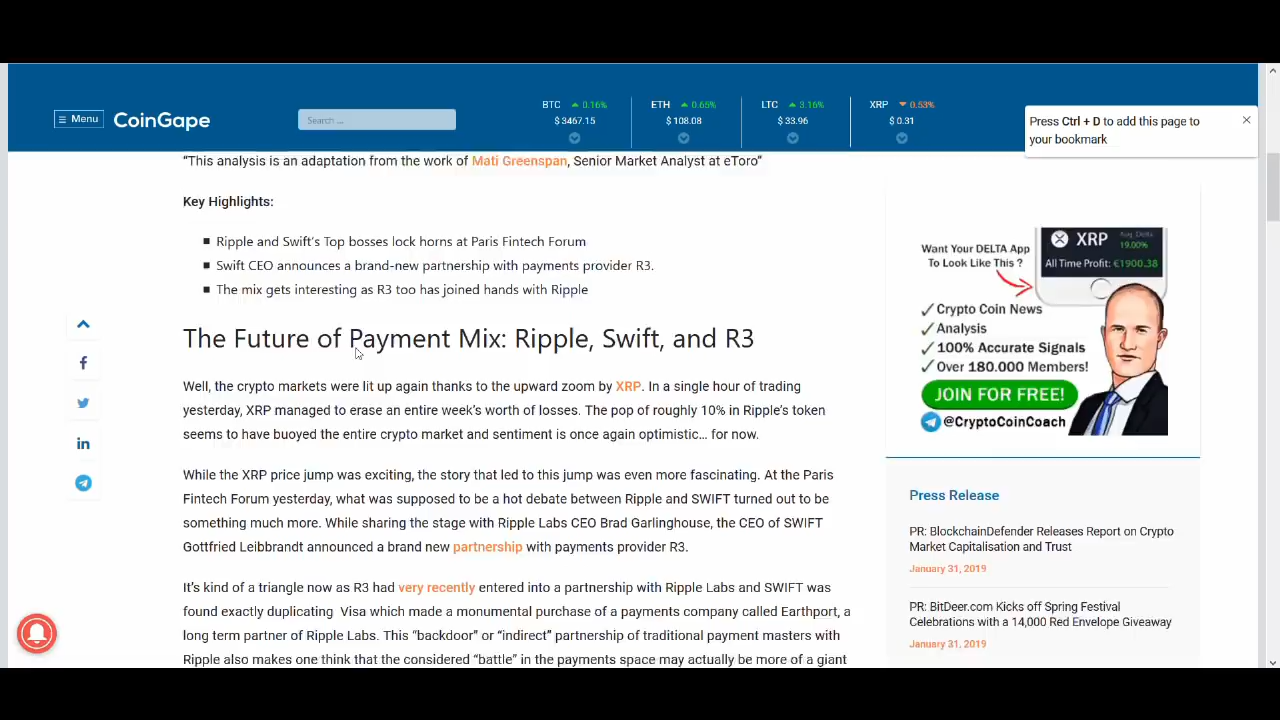 Menu
CoinGape
Search ...
BTC 0.16%
$ 3467.15
ETH 0.65%
$ 108.08
LTC 3.16%
$ 33.96
XRP 0.53%
$ 0.31
Press Ctrl + D to add this page to
your bookmark
"This analysis is an adaptation from the work of Mati Greenspan, Senior Market Analyst at eToro"
Key Highlights:
Ripple and Swift's Top bosses lock horns at Paris Fintech Forum
Swift CEO announces a brand-new partnership with payments provider R3.
The mix gets interesting as R3 too has joined hands with Ripple
The Future of Payment Mix: Ripple, Swift, and R3
Well, the crypto markets were lit up again thanks to the upward zoom by XRP. In a single hour of trading
yesterday, XRP managed to erase an entire week's worth of losses. The pop of roughly 10% in Ripple's token
seems to have buoyed the entire crypto market and sentiment is once again optimistic... for now.
While the XRP price jump was exciting, the story that led to this jump was even more fascinating. At the Paris
Fintech Forum yesterday, what was supposed to be a hot debate between Ripple and SWIFT turned out to be
something much more. While sharing the stage with Ripple Labs CEO Brad Garlinghouse, the CEO of SWIFT
Gottfried Leibbrandt announced a brand new partnership with payments provider R3.
It's kind of a triangle now as R3 had very recently entered into a partnership with Ripple Labs and SWIFT was
found exactly duplicating Visa which made a monumental purchase of a payments company called Earthport, a
long term partner of Ripple Labs. This "backdoor" or "indirect" partnership of traditional payment masters with
Ripple also makes one think that the considered "battle" in the payments space may actually be more of a giant
Want Your DELTA App
To Look Like This ?
XRP
19.00%
All Time Profit: €1900.38
Crypto Coin News
Analysis
100% Accurate Signals
Over 180.000 Members!
JOIN FOR FREE!
@CryptoCoinCoach
Press Release
PR: BlockchainDefender Releases Report on Crypto
Market Capitalisation and Trust
January 31, 2019
PR: BitDeer.com Kicks off Spring Festival
Celebrations with a 14,000 Red Envelope Giveaway
January 31, 2019